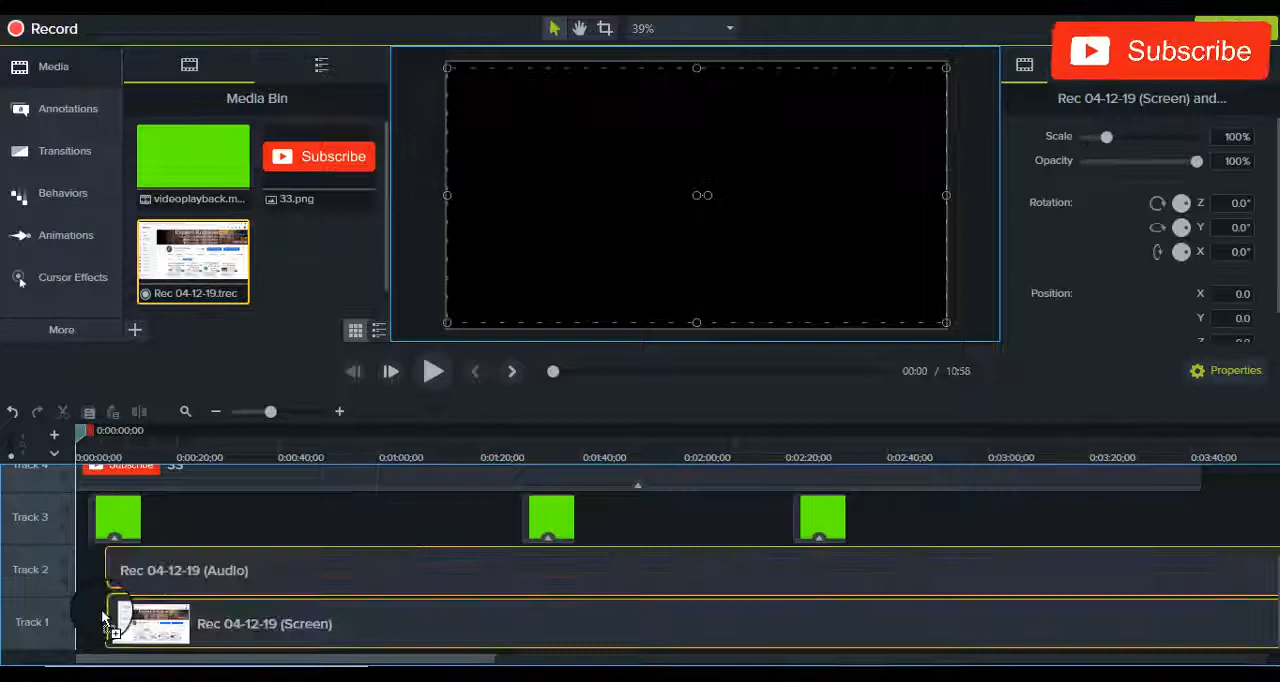 Record
39%
Subscribe
Media
Annotations
Transitions
Behaviors
Animations
Cursor Effects
More
Media Bin
Subscribe
videoplayback.m...
33.png
Rec 04-12-19.trec
Rec 04-12-19 (Screen) and...
Scale
100%
Opacity
100%
Rotation:
Z
0.0°
Y
0.0°
X
0.0°
Position:
X
0.0
Y
0.0
00:00 / 10:58
Properties
0:00:00;00
0:00:00;00
0:00:20;00
0:00:40;00
0:01:00;00
0:01:20;00
0:01:40;00
0:02:00;00
0:02:20;00
0:02:40;00
0:03:00;00
0:03:20;00
0:03:40;00
Track 4
Subscribe
33
Track 3
Track 2
Rec 04-12-19 (Audio)
Track 1
Rec 04-12-19 (Screen)